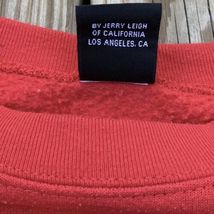 BY JERRY LEIGH
OF CALIFORNIA
LOS ANGELES, CA